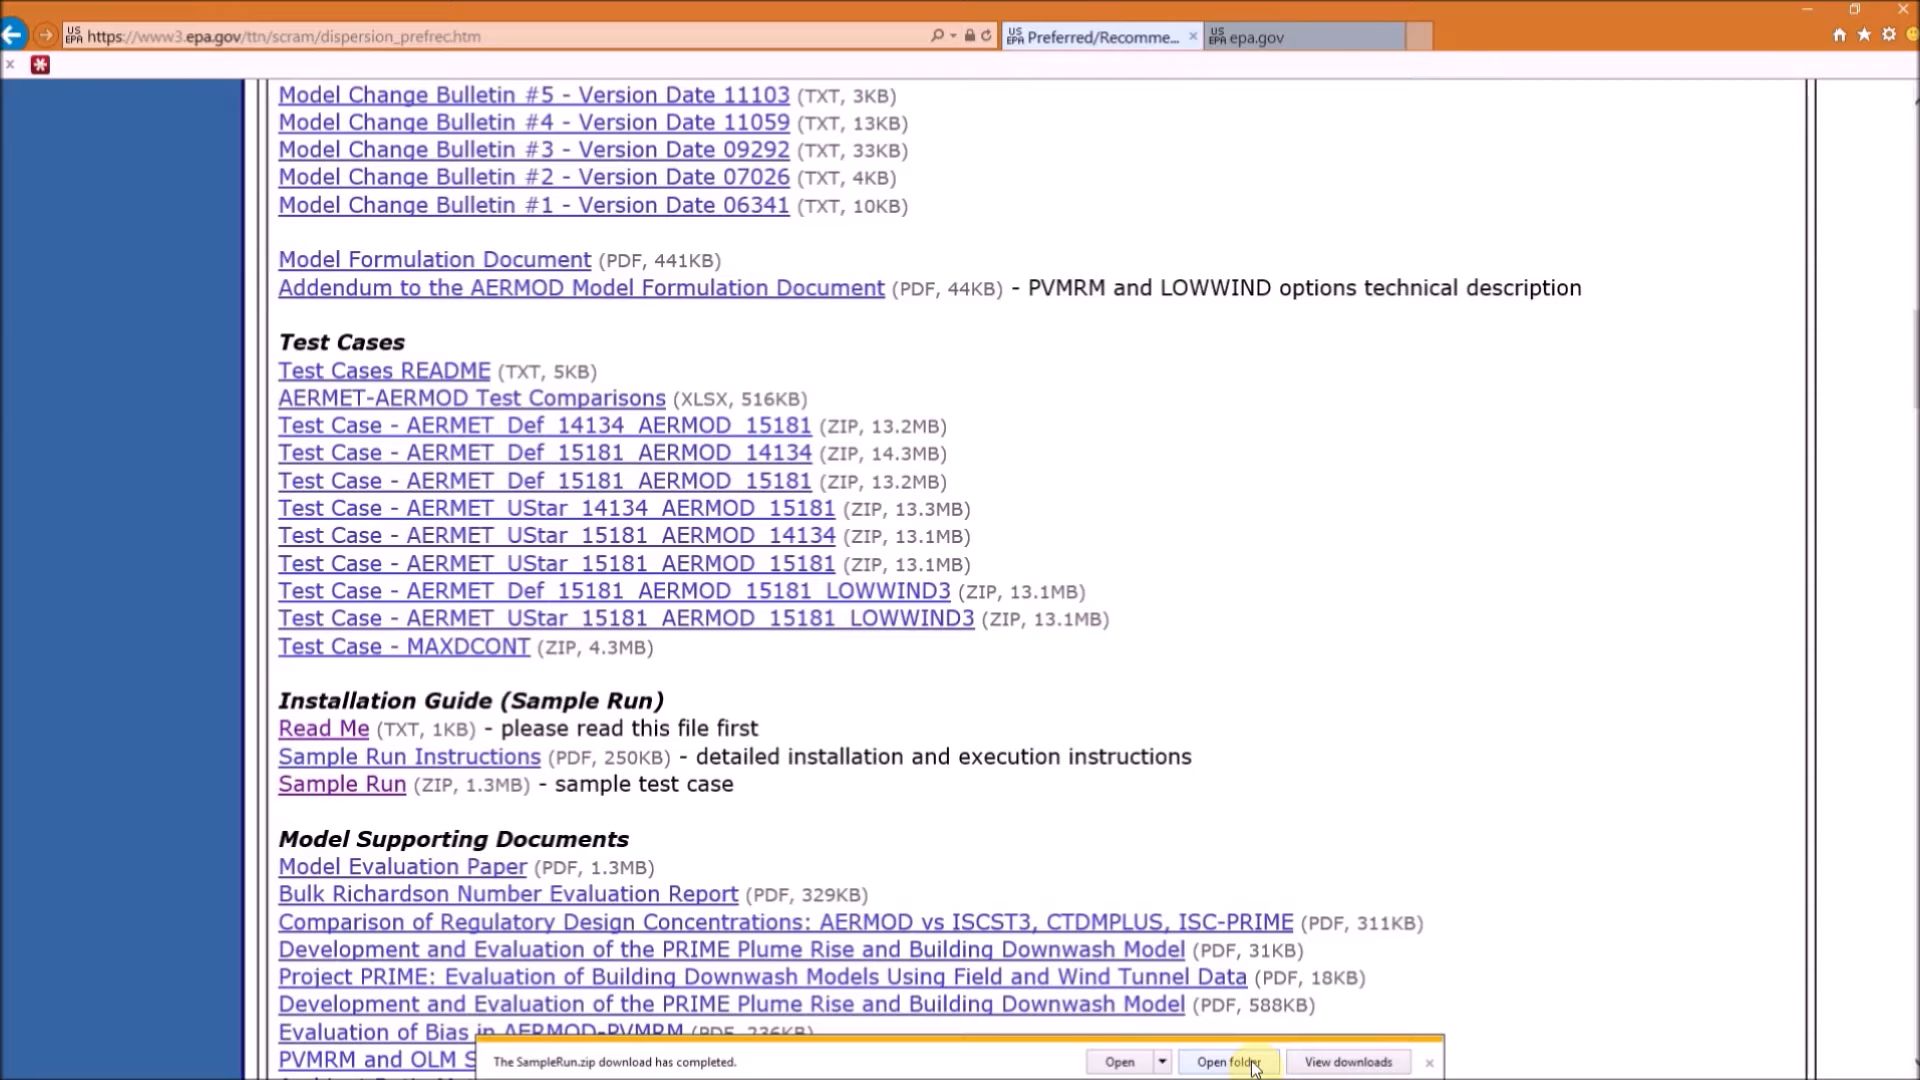 US EPA https://www3.epa.gov/ttn/scram/dispersion_prefrec.htm
US EPA Preferred/Recomme...
US EPA epa.gov
Model Change Bulletin #5 - Version Date 11103 (TXT, 3KB)
Model Change Bulletin #4 - Version Date 11059 (TXT, 13KB)
Model Change Bulletin #3 - Version Date 09292 (TXT, 33KB)
Model Change Bulletin #2 - Version Date 07026 (TXT, 4KB)
Model Change Bulletin #1 - Version Date 06341 (TXT, 10KB)
Model Formulation Document (PDF, 441KB)
Addendum to the AERMOD Model Formulation Document (PDF, 44KB) - PVMRM and LOWWIND options technical description
Test Cases
Test Cases README (TXT, 5KB)
AERMET-AERMOD Test Comparisons (XLSX, 516KB)
Test Case - AERMET_Def_14134_AERMOD_15181 (ZIP, 13.2MB)
Test Case - AERMET_Def_15181_AERMOD_14134 (ZIP, 14.3MB)
Test Case - AERMET_Def_15181_AERMOD_15181 (ZIP, 13.2MB)
Test Case - AERMET_UStar_14134_AERMOD_15181 (ZIP, 13.3MB)
Test Case - AERMET_UStar_15181_AERMOD_14134 (ZIP, 13.1MB)
Test Case - AERMET_UStar_15181_AERMOD_15181 (ZIP, 13.1MB)
Test Case - AERMET_Def_15181_AERMOD_15181_LOWWIND3 (ZIP, 13.1MB)
Test Case - AERMET_UStar_15181_AERMOD_15181_LOWWIND3 (ZIP, 13.1MB)
Test Case - MAXDCONT (ZIP, 4.3MB)
Installation Guide (Sample Run)
Read Me (TXT, 1KB) - please read this file first
Sample Run Instructions (PDF, 250KB) - detailed installation and execution instructions
Sample Run (ZIP, 1.3MB) - sample test case
Model Supporting Documents
Model Evaluation Paper (PDF, 1.3MB)
Bulk Richardson Number Evaluation Report (PDF, 329KB)
Comparison of Regulatory Design Concentrations: AERMOD vs ISCST3, CTDMPLUS, ISC-PRIME (PDF, 311KB)
Development and Evaluation of the PRIME Plume Rise and Building Downwash Model (PDF, 31KB)
Project PRIME: Evaluation of Building Downwash Models Using Field and Wind Tunnel Data (PDF, 18KB)
Development and Evaluation of the PRIME Plume Rise and Building Downwash Model (PDF, 588KB)
Evaluation of Bias in AERMOD-PVMRM (PDF, 236KB)
PVMRM and OLM S
The SampleRun.zip download has completed.
Open
Open folder
View downloads